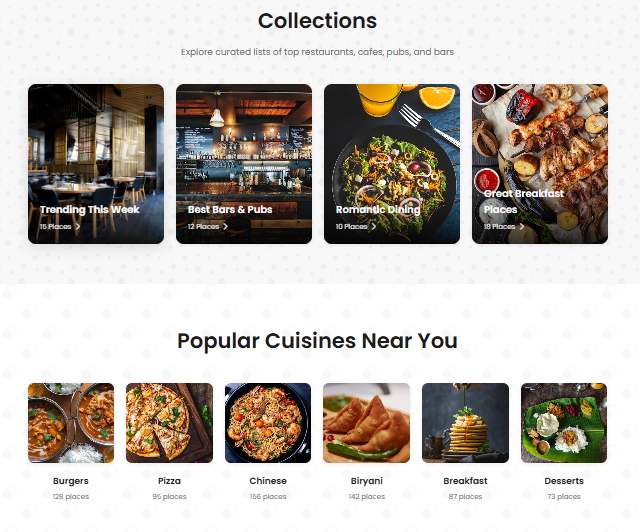 Collections
Explore curated lists of top restaurants, cafes, pubs, and bars
Trending This Week
15 Places
Best Bars & Pubs
12 Places
Romantic Dining
10 Places
Great Breakfast
Places
18 Places
Popular Cuisines Near You
Burgers
128 places
Pizza
95 places
Chinese
156 places
Biryani
142 places
Breakfast
87 places
Desserts
73 places